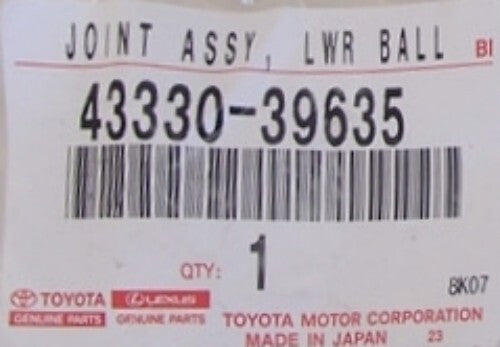 JOINT ASSY, LWR BALL BI
43330-39635
QTY: 1
8K07
TOYOTA LEXUS
GENUINE PARTS GENUINE PARTS
TOYOTA MOTOR CORPORATION
MADE IN JAPAN 23